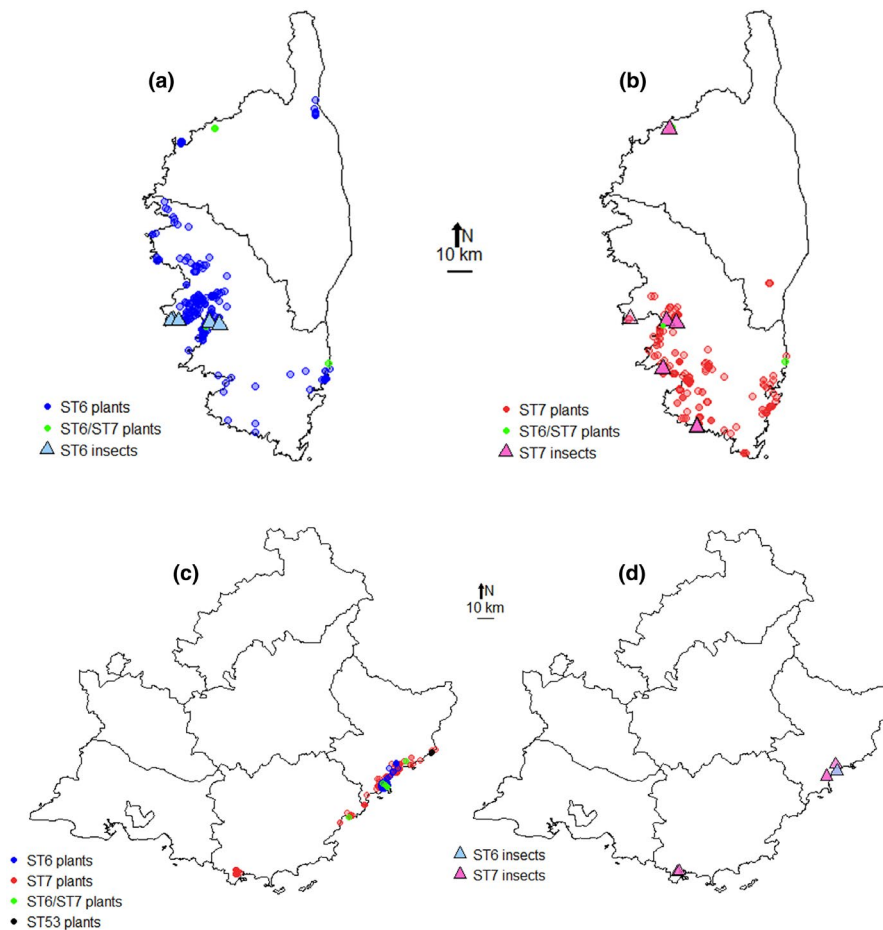 (a)
(b)
N
10 km
ST6 plants
ST6/ST7 plants
ST6 insects
ST7 plants
ST6/ST7 plants
ST7 insects
(c)
(d)
N
10 km
ST6 plants
ST7 plants
ST6/ST7 plants
ST53 plants
ST6 insects
ST7 insects